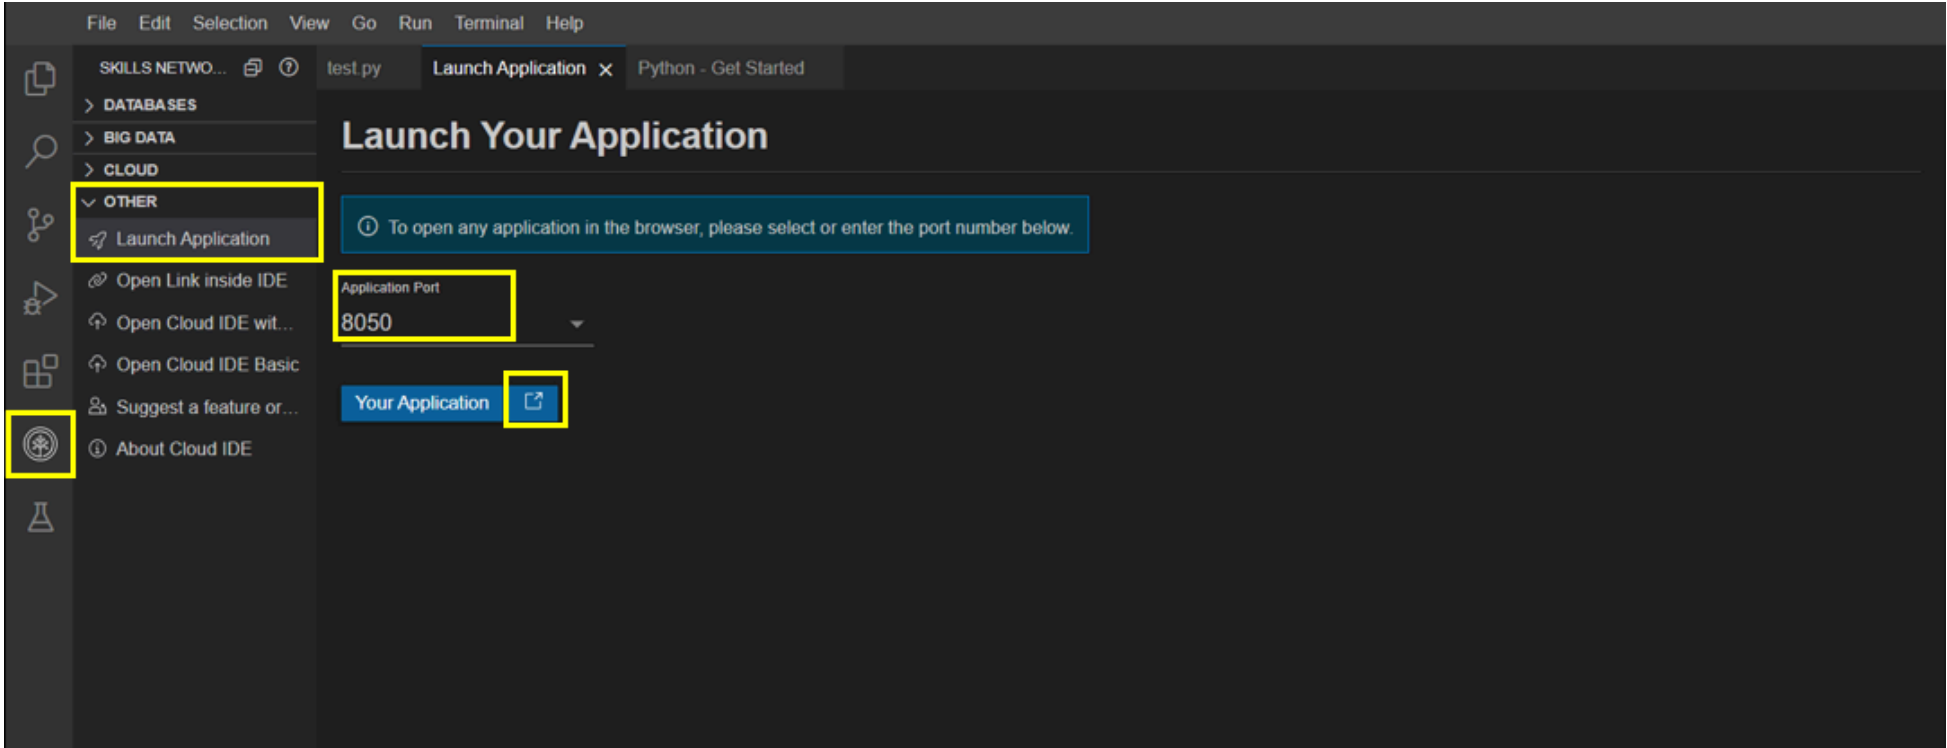 File Edit Selection View Go Run Terminal Help
SKILLS NETWO...
test.py Launch Application Python - Get Started
DATABASES
BIG DATA
CLOUD
OTHER
Launch Application
Open Link inside IDE
Open Cloud IDE wit...
Open Cloud IDE Basic
Suggest a feature or...
About Cloud IDE
Launch Your Application
To open any application in the browser, please select or enter the port number below.
Application Port
8050
Your Application